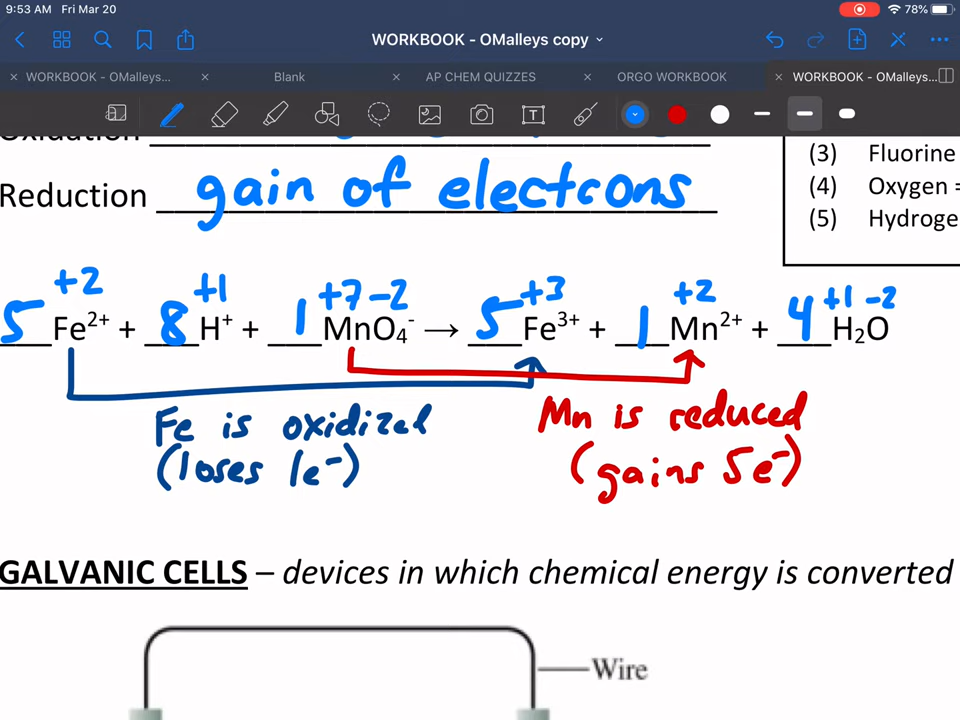 9:53 AM Fri Mar 20 78%
WORKBOOK - OMalleys copy
WORKBOOK - OMalleys... Blank AP CHEM QUIZZES ORGO WORKBOOK WORKBOOK - OMalleys...
T
Oxidation
(3) Fluorine
Reduction gain of electrons
(4) Oxygen =
(5) Hydroge
+2 +1 +7 -2 +3 +2 +1 -2
5 Fe²⁺ + 8 H⁺ + 1 MnO₄⁻ → 5 Fe³⁺ + 1 Mn²⁺ + 4 H₂O
Fe is oxidized
(loses 1e⁻)
Mn is reduced
(gains 5e⁻)
GALVANIC CELLS – devices in which chemical energy is converted
Wire